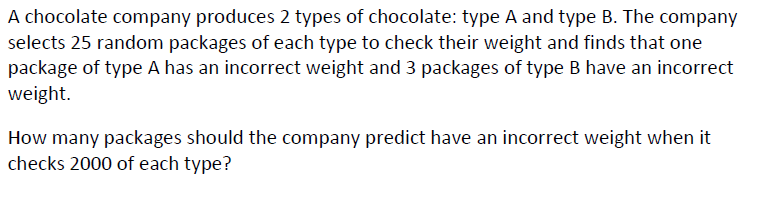 A chocolate company produces 2 types of chocolate: type A and type B. The company
selects 25 random packages of each type to check their weight and finds that one
package of type A has an incorrect weight and 3 packages of type B have an incorrect
weight.
How many packages should the company predict have an incorrect weight when it
checks 2000 of each type?